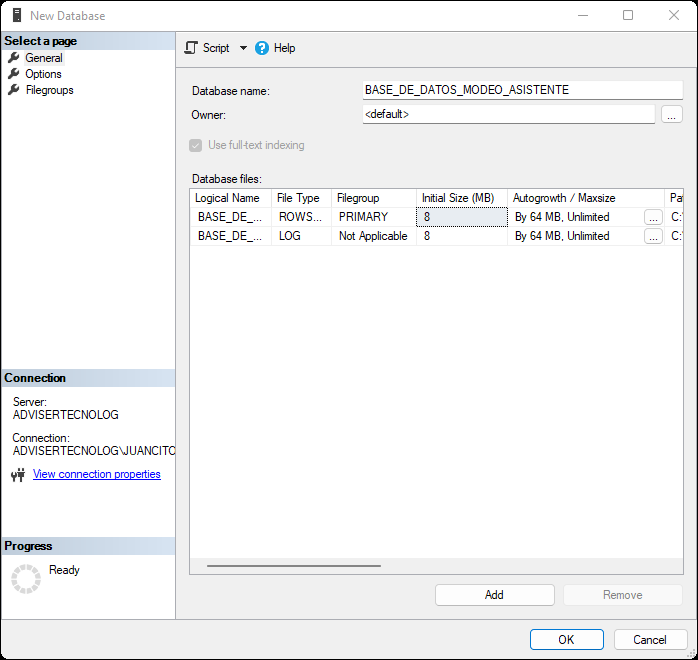 New Database
Select a page
General
Options
Filegroups
Script
Help
Database name:
BASE_DE_DATOS_MODEO_ASISTENTE
Owner:
<default>
...
Use full-text indexing
Database files:
Logical Name File Type Filegroup Initial Size (MB) Autogrowth / Maxsize Pat
BASE_DE_... ROWS... PRIMARY 8 By 64 MB, Unlimited ... C:\
BASE_DE_... LOG Not Applicable 8 By 64 MB, Unlimited ... C:\
Connection
Server:
ADVISERTECNOLOG
Connection:
ADVISERTECNOLOG\JUANCITO
View connection properties
Progress
Ready
Add
Remove
OK
Cancel